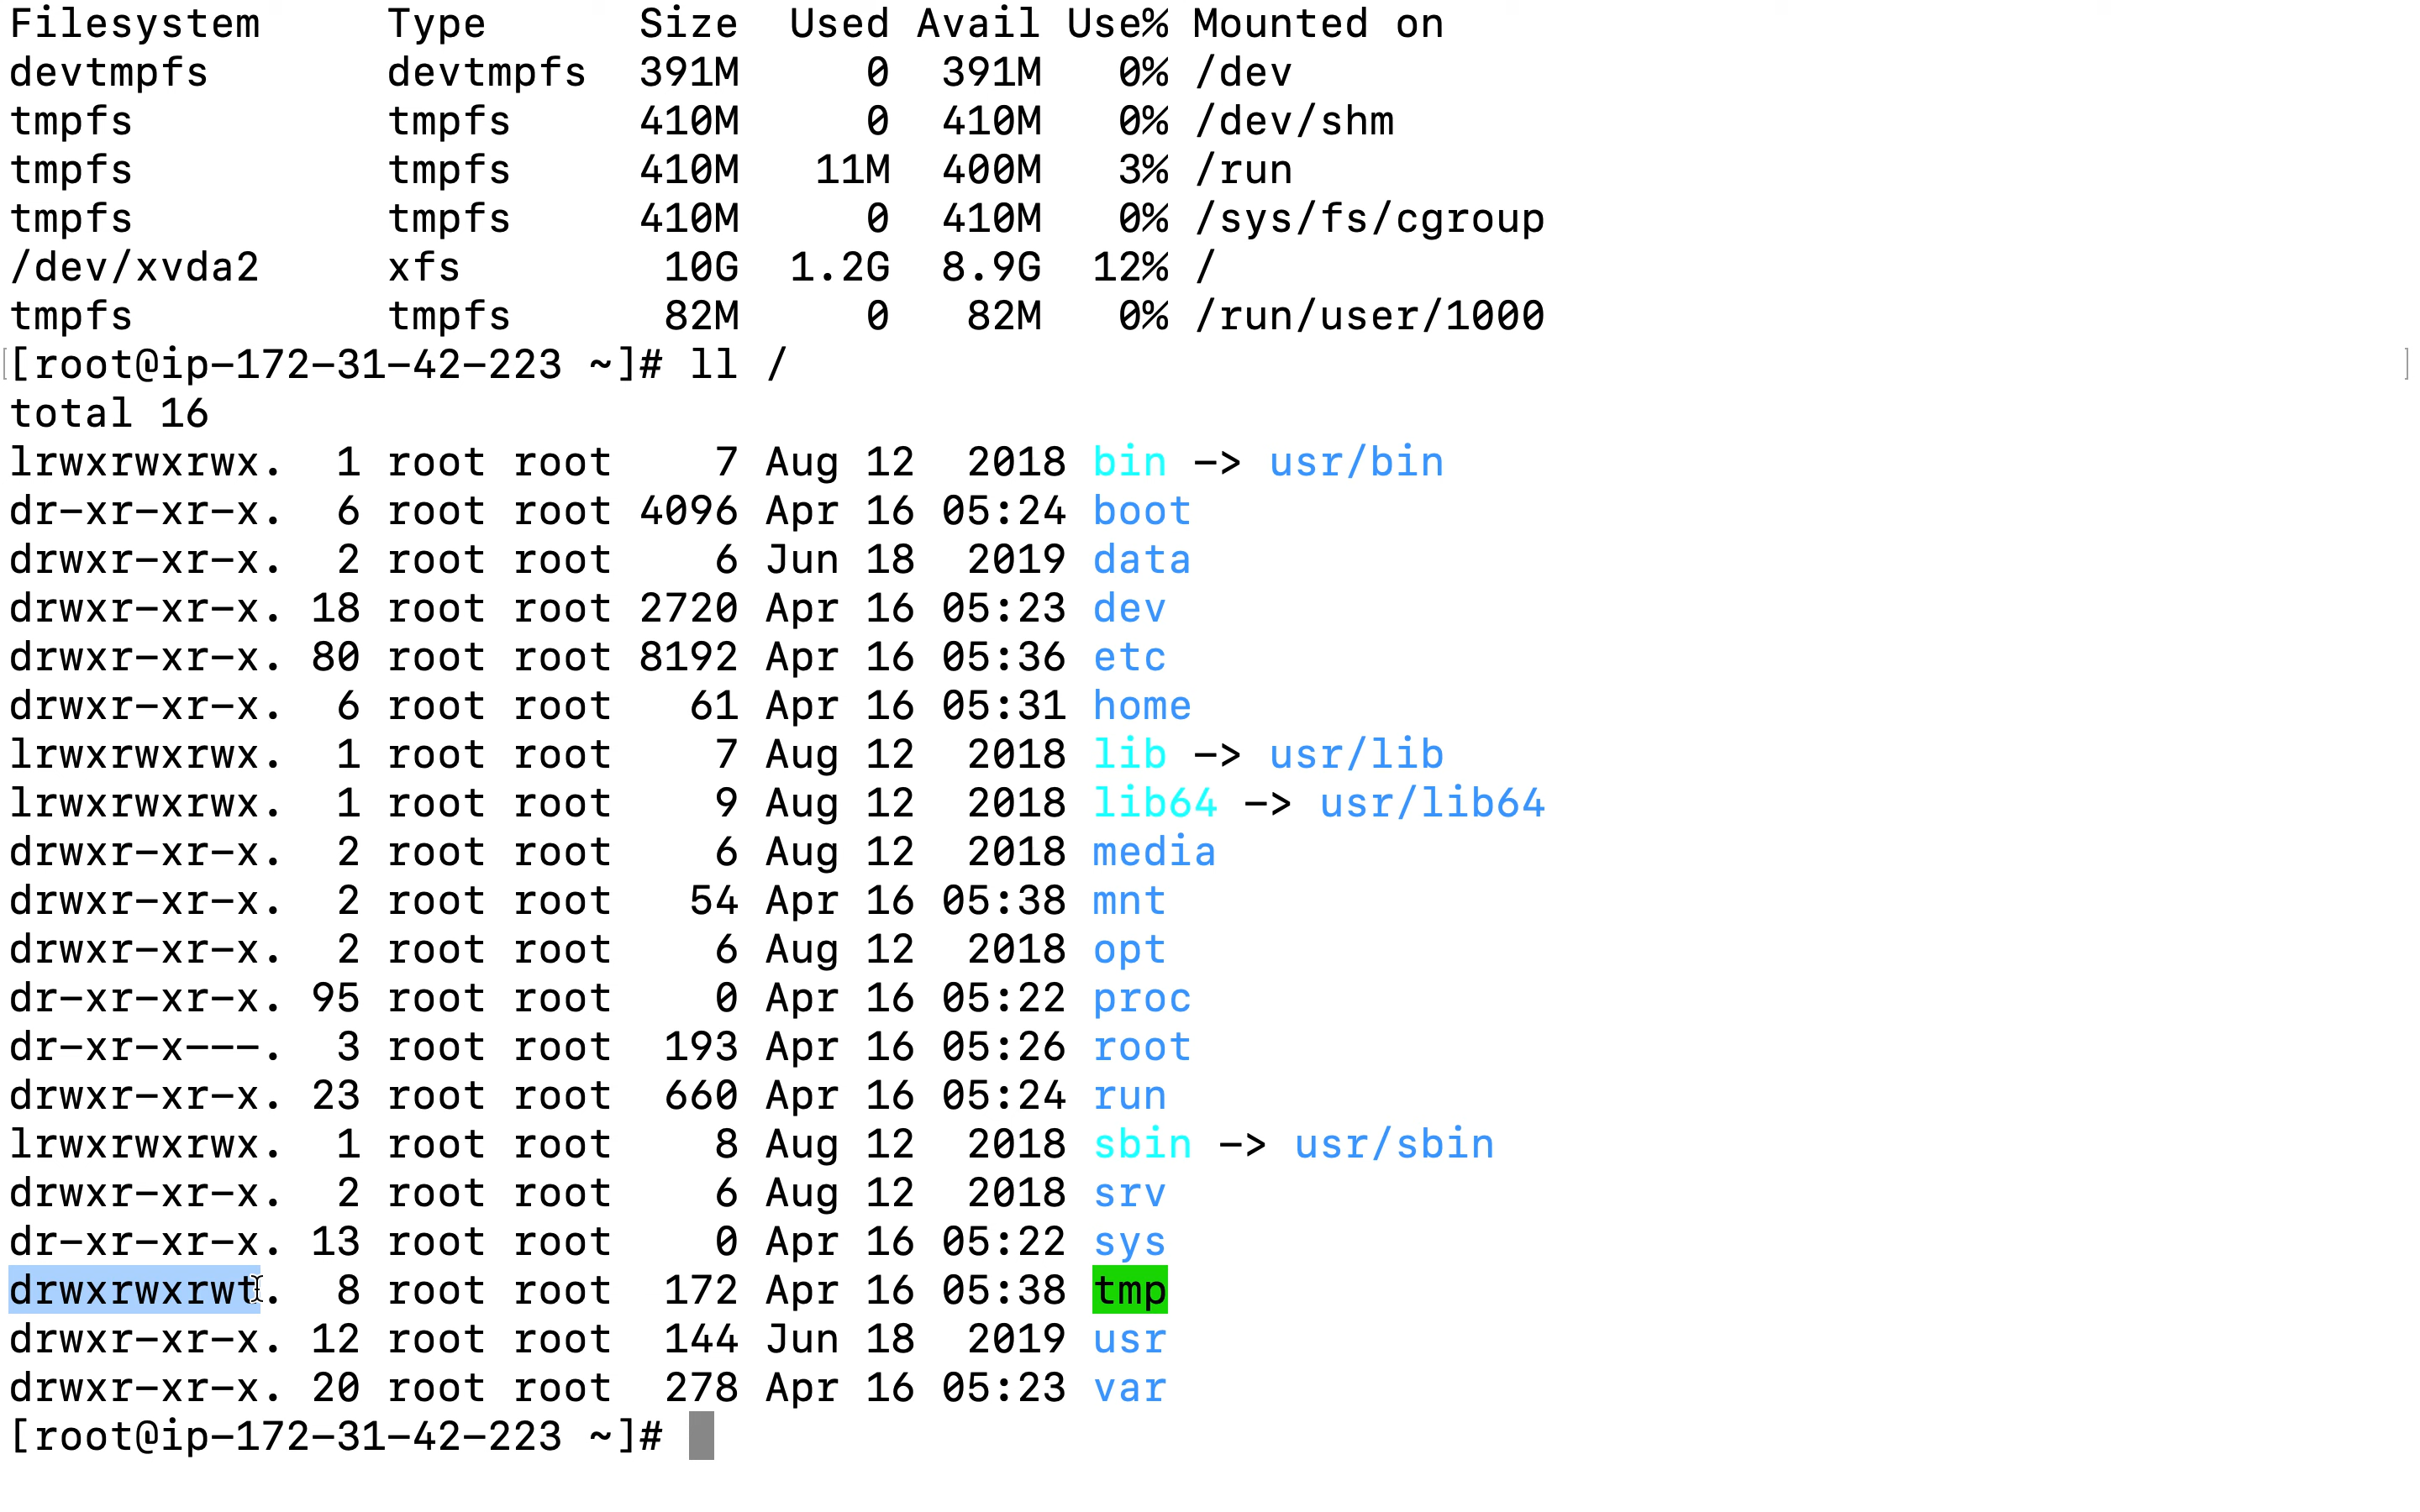 Filesystem     Type      Size  Used Avail Use% Mounted on
devtmpfs       devtmpfs  391M     0  391M   0% /dev
tmpfs          tmpfs     410M     0  410M   0% /dev/shm
tmpfs          tmpfs     410M   11M  400M   3% /run
tmpfs          tmpfs     410M     0  410M   0% /sys/fs/cgroup
/dev/xvda2     xfs        10G  1.2G  8.9G  12% /
tmpfs          tmpfs      82M     0   82M   0% /run/user/1000
[root@ip-172-31-42-223 ~]# ll /
total 16
lrwxrwxrwx.  1 root root    7 Aug 12  2018 bin -> usr/bin
dr-xr-xr-x.  6 root root 4096 Apr 16 05:24 boot
drwxr-xr-x.  2 root root    6 Jun 18  2019 data
drwxr-xr-x. 18 root root 2720 Apr 16 05:23 dev
drwxr-xr-x. 80 root root 8192 Apr 16 05:36 etc
drwxr-xr-x.  6 root root   61 Apr 16 05:31 home
lrwxrwxrwx.  1 root root    7 Aug 12  2018 lib -> usr/lib
lrwxrwxrwx.  1 root root    9 Aug 12  2018 lib64 -> usr/lib64
drwxr-xr-x.  2 root root    6 Aug 12  2018 media
drwxr-xr-x.  2 root root   54 Apr 16 05:38 mnt
drwxr-xr-x.  2 root root    6 Aug 12  2018 opt
dr-xr-xr-x. 95 root root    0 Apr 16 05:22 proc
dr-xr-x---.  3 root root  193 Apr 16 05:26 root
drwxr-xr-x. 23 root root  660 Apr 16 05:24 run
lrwxrwxrwx.  1 root root    8 Aug 12  2018 sbin -> usr/sbin
drwxr-xr-x.  2 root root    6 Aug 12  2018 srv
dr-xr-xr-x. 13 root root    0 Apr 16 05:22 sys
drwxrwxrwt.  8 root root  172 Apr 16 05:38 tmp
drwxr-xr-x. 12 root root  144 Jun 18  2019 usr
drwxr-xr-x. 20 root root  278 Apr 16 05:23 var
[root@ip-172-31-42-223 ~]#